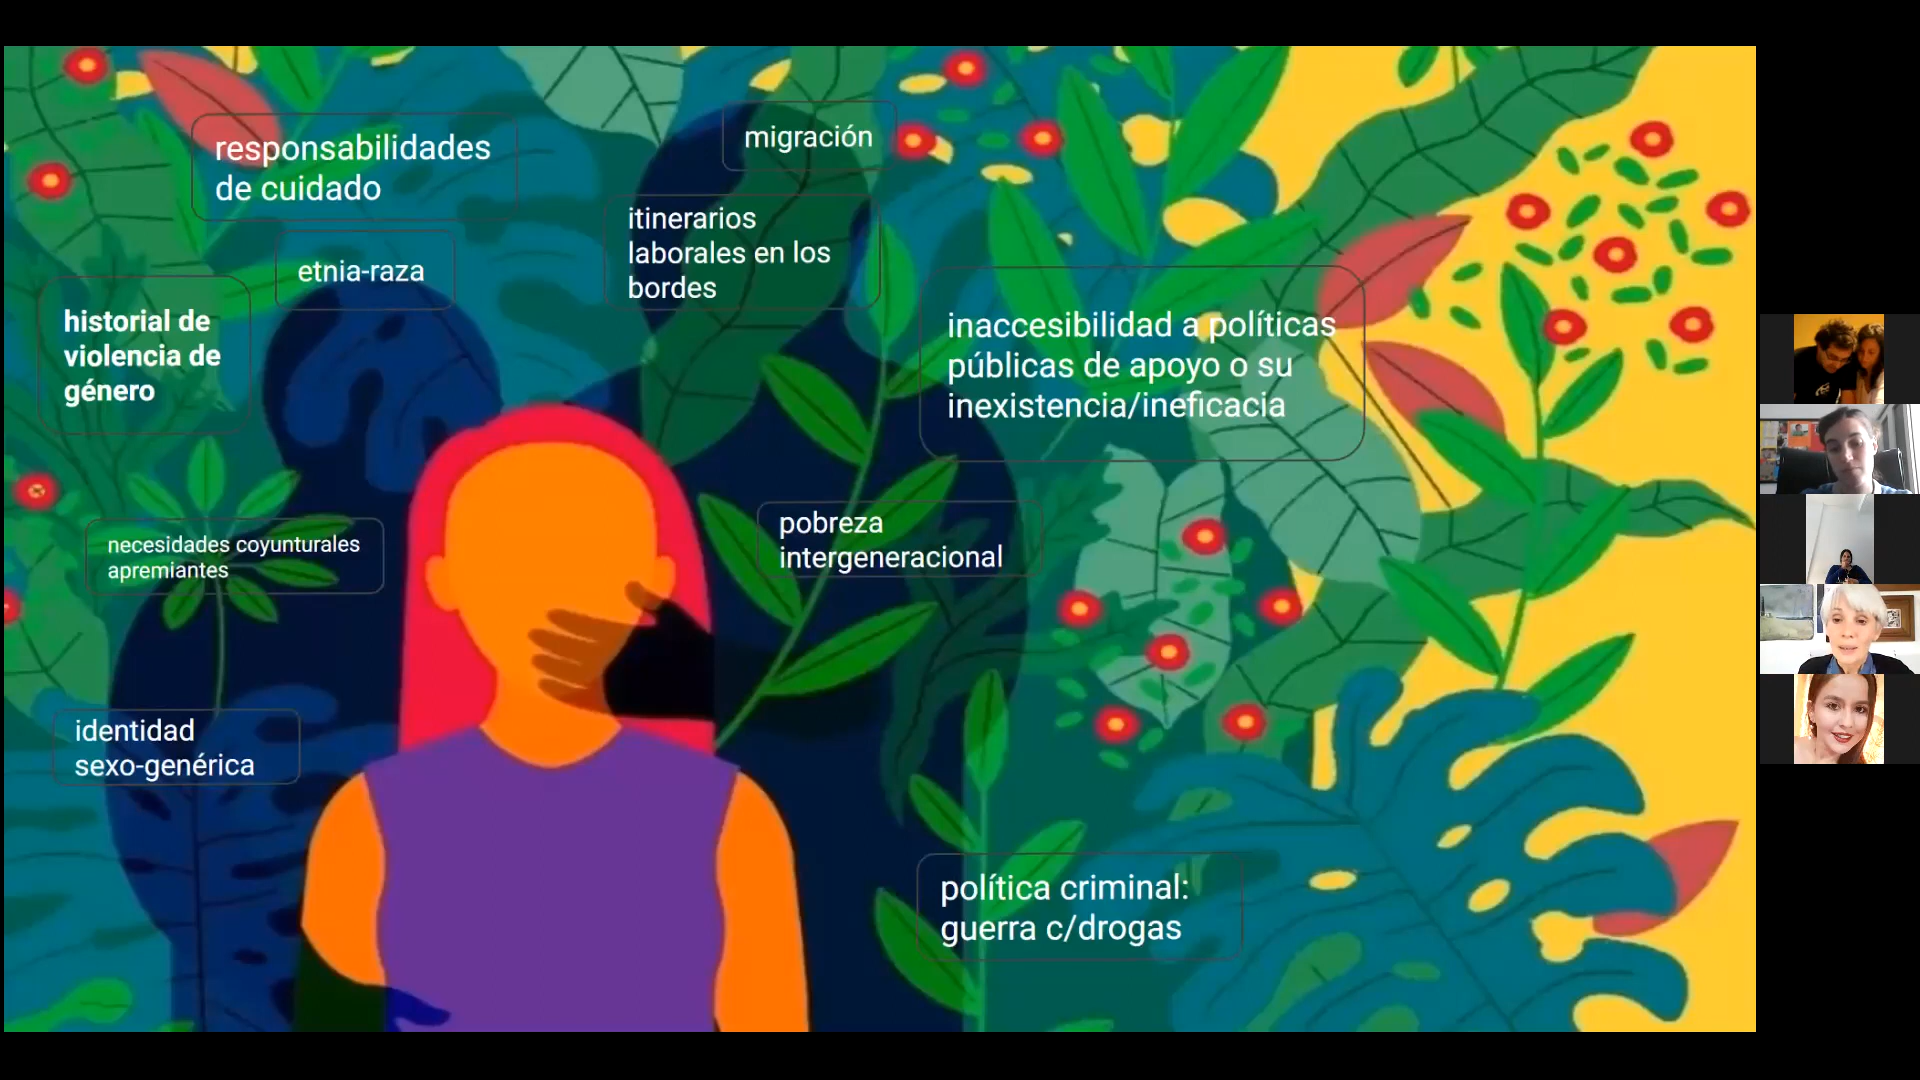 responsabilidades
de cuidado
migración
itinerarios
laborales en los
bordes
etnia-raza
historial de
violencia de
género
inaccesibilidad a políticas
públicas de apoyo o su
inexistencia/ineficacia
necesidades coyunturales
apremiantes
pobreza
intergeneracional
identidad
sexo-genérica
política criminal:
guerra c/drogas